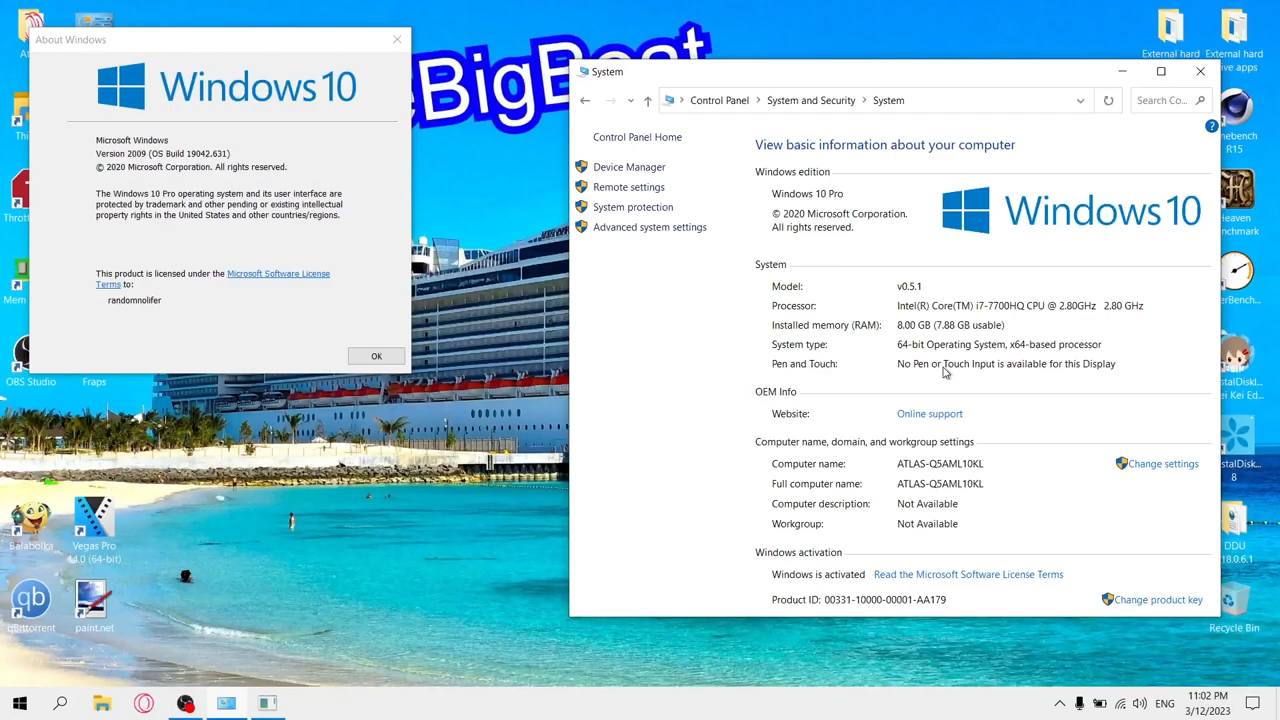 About Windows
Windows 10
Microsoft Windows
Version 2009 (OS Build 19042.631)
© 2020 Microsoft Corporation. All rights reserved.
The Windows 10 Pro operating system and its user interface are
protected by trademark and other pending or existing intellectual
property rights in the United States and other countries/regions.
This product is licensed under the Microsoft Software License
Terms to:
randomnolifer
OK
BigBoat
System
Control Panel
System and Security
System
Search Co...
Control Panel Home
Device Manager
Remote settings
System protection
Advanced system settings
View basic information about your computer
Windows edition
Windows 10 Pro
© 2020 Microsoft Corporation.
All rights reserved.
Windows 10
System
Model: v0.5.1
Processor: Intel(R) Core(TM) i7-7700HQ CPU @ 2.80GHz 2.80 GHz
Installed memory (RAM): 8.00 GB (7.88 GB usable)
System type: 64-bit Operating System, x64-based processor
Pen and Touch: No Pen or Touch Input is available for this Display
OEM Info
Website: Online support
Computer name, domain, and workgroup settings
Computer name: ATLAS-Q5AML10KL
Change settings
Full computer name: ATLAS-Q5AML10KL
Computer description: Not Available
Workgroup: Not Available
Windows activation
Windows is activated Read the Microsoft Software License Terms
Product ID: 00331-10000-00001-AA179
Change product key
OBS Studio
Fraps
Balabolka
Vegas Pro
14.0 (64-bit)
qBittorrent
paint.net
External hard
External hard
R15
8
DDU
Recycle Bin
ENG
11:02 PM
3/12/2023